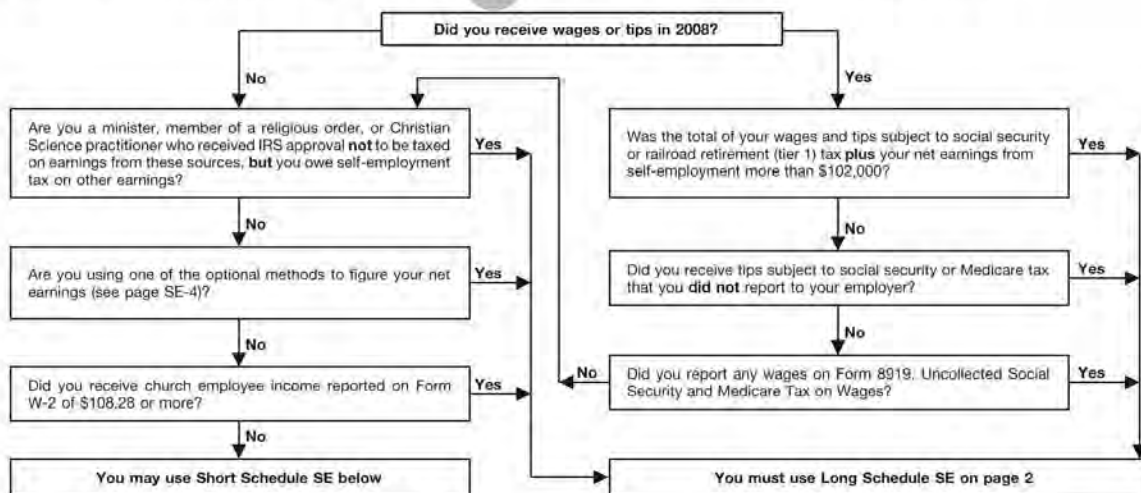 Did you receive wages or tips in 2008?
No
Yes
Are you a minister, member of a religious order, or Christian
Science practitioner who received IRS approval not to be taxed
on earnings from these sources, but you owe self-employment
tax on other earnings?
Yes
Was the total of your wages and tips subject to social security
or railroad retirement (tier 1) tax plus your net earnings from
self-employment more than $102,000?
Yes
No
No
Are you using one of the optional methods to figure your net
earnings (see page SE-4)?
Yes
Did you receive tips subject to social security or Medicare tax
that you did not report to your employer?
Yes
No
No
Did you receive church employee income reported on Form
W-2 of $108.28 or more?
Yes
No
Did you report any wages on Form 8919, Uncollected Social
Security and Medicare Tax on Wages?
Yes
No
You may use Short Schedule SE below
You must use Long Schedule SE on page 2